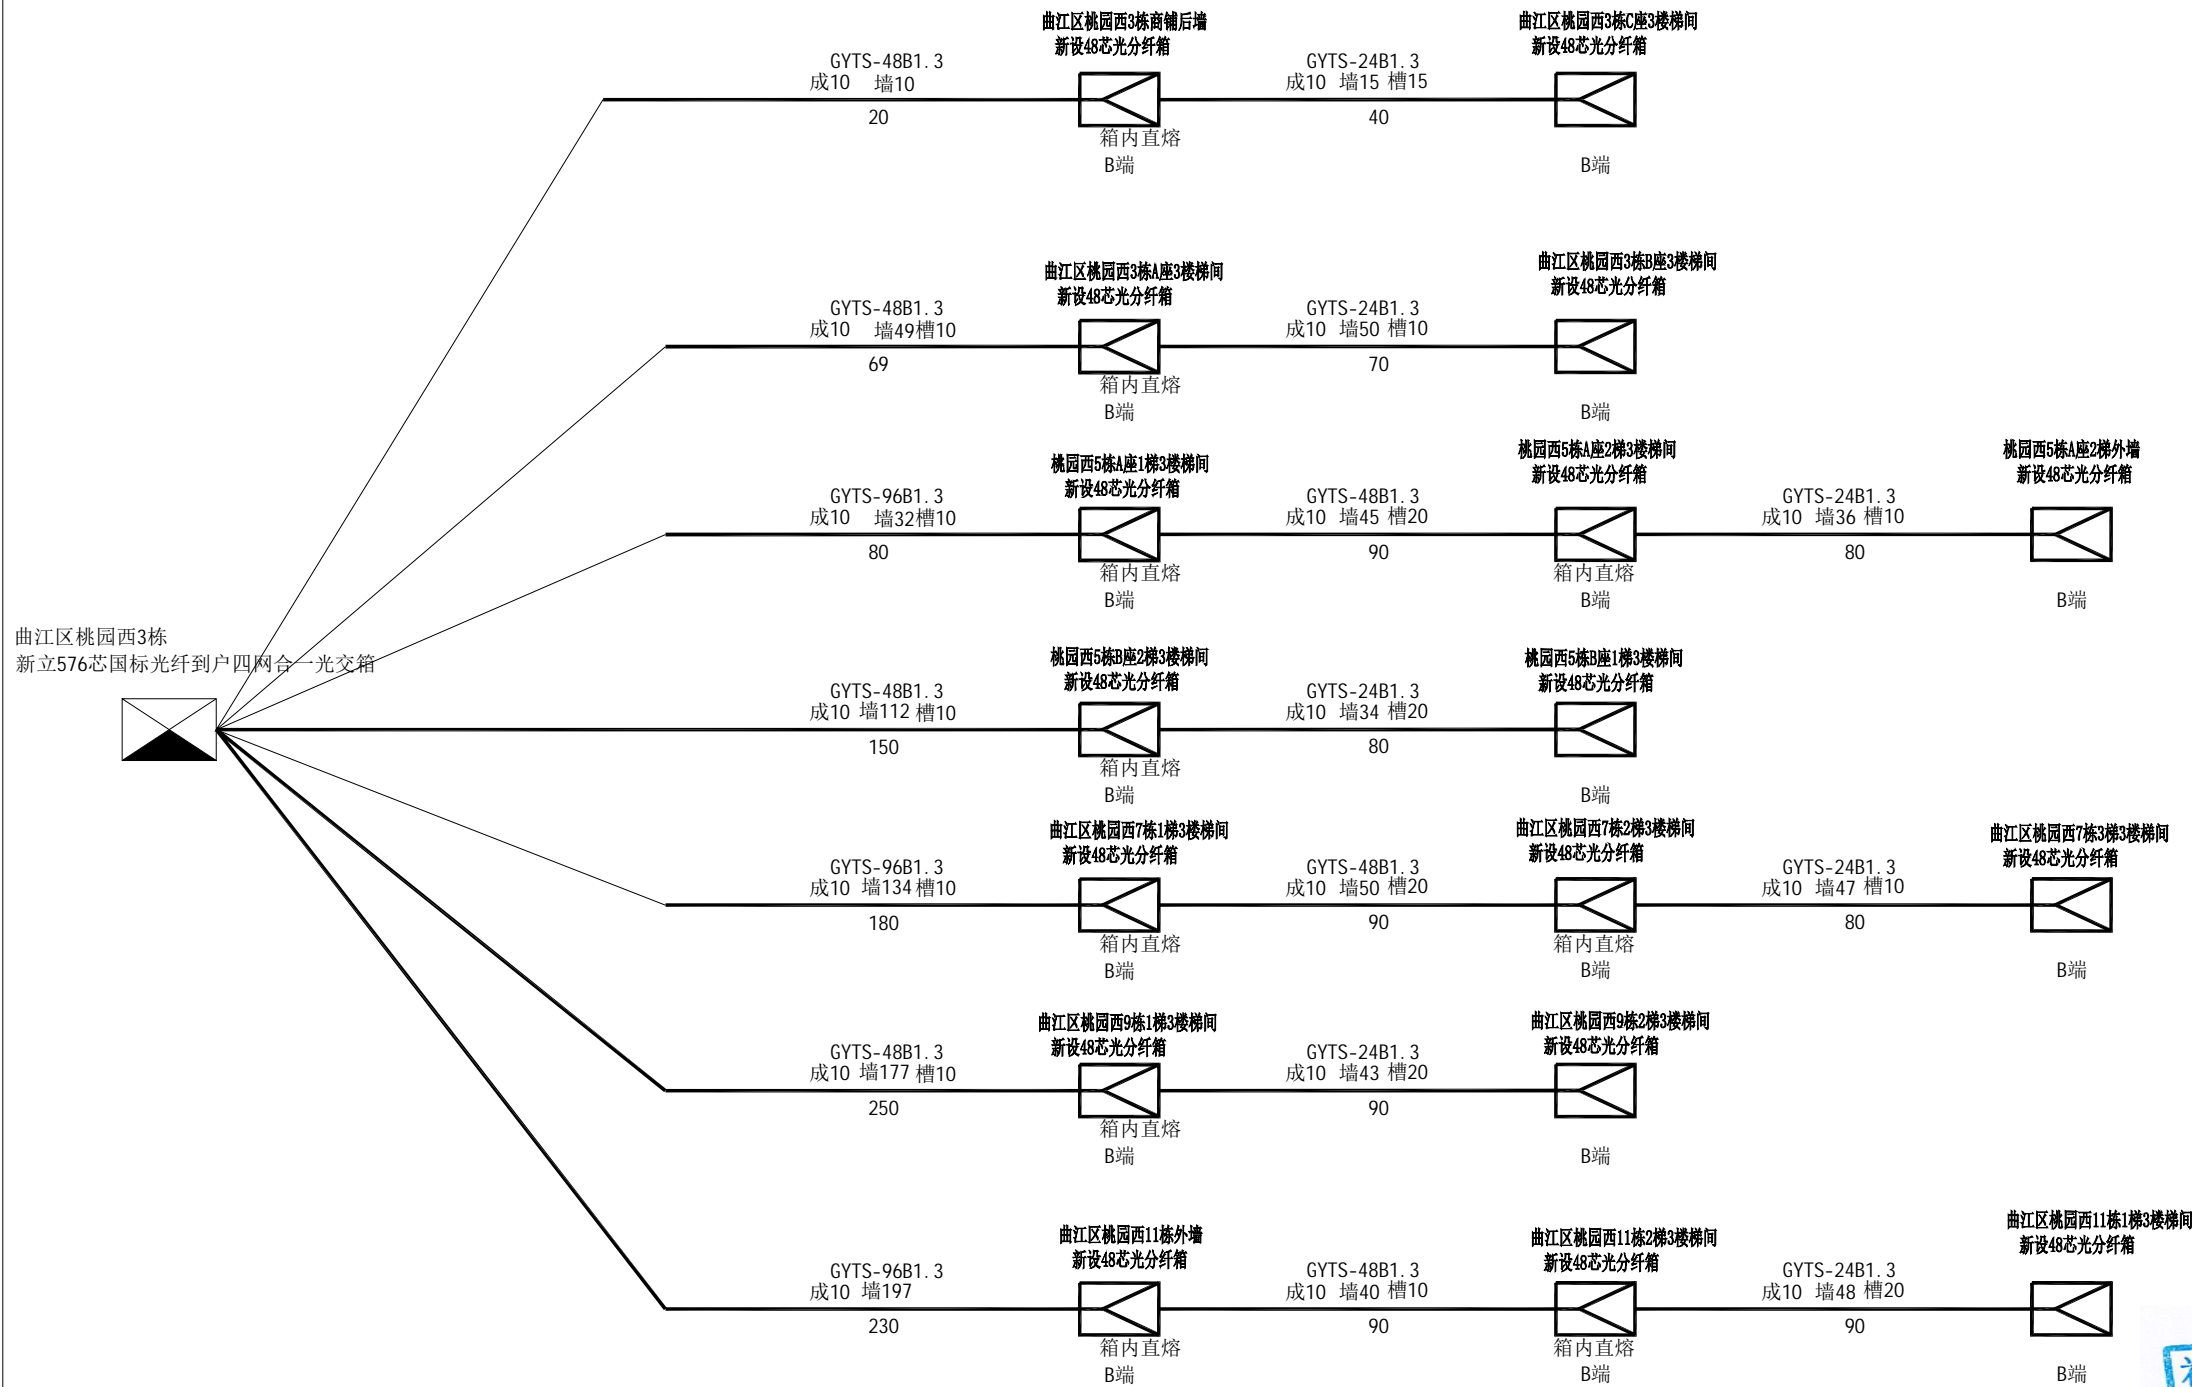 曲江区桃园西3栋商铺后墙
新设48芯光分纤箱
曲江区桃园西3栋C座3楼梯间
新设48芯光分纤箱
GYTS-48B1.3
成10 墙10
20
GYTS-24B1.3
成10 墙15 槽15
40
箱内直熔
B端
B端
曲江区桃园西3栋A座3楼梯间
新设48芯光分纤箱
曲江区桃园西3栋B座3楼梯间
新设48芯光分纤箱
GYTS-48B1.3
成10 墙49槽10
69
GYTS-24B1.3
成10 墙50 槽10
70
箱内直熔
B端
B端
桃园西5栋A座1梯3楼梯间
新设48芯光分纤箱
桃园西5栋A座2梯3楼梯间
新设48芯光分纤箱
桃园西5栋A座2梯外墙
新设48芯光分纤箱
GYTS-96B1.3
成10 墙32槽10
80
GYTS-48B1.3
成10 墙45 槽20
90
GYTS-24B1.3
成10 墙36 槽10
80
箱内直熔
B端
箱内直熔
B端
B端
曲江区桃园西3栋
新立576芯国标光纤到户四网合一光交箱
桃园西5栋B座2梯3楼梯间
新设48芯光分纤箱
桃园西5栋B座1梯3楼梯间
新设48芯光分纤箱
GYTS-48B1.3
成10 墙112 槽10
150
GYTS-24B1.3
成10 墙34 槽20
80
箱内直熔
B端
B端
曲江区桃园西7栋1梯3楼梯间
新设48芯光分纤箱
曲江区桃园西7栋2梯3楼梯间
新设48芯光分纤箱
曲江区桃园西7栋3梯3楼梯间
新设48芯光分纤箱
GYTS-96B1.3
成10 墙134 槽10
180
GYTS-48B1.3
成10 墙50 槽20
90
GYTS-24B1.3
成10 墙47 槽10
80
箱内直熔
B端
箱内直熔
B端
B端
曲江区桃园西9栋1梯3楼梯间
新设48芯光分纤箱
曲江区桃园西9栋2梯3楼梯间
新设48芯光分纤箱
GYTS-48B1.3
成10 墙177 槽10
250
GYTS-24B1.3
成10 墙43 槽20
90
箱内直熔
B端
B端
曲江区桃园西11栋外墙
新设48芯光分纤箱
曲江区桃园西11栋2梯3楼梯间
新设48芯光分纤箱
曲江区桃园西11栋1梯3楼梯间
新设48芯光分纤箱
GYTS-96B1.3
成10 墙197
230
GYTS-48B1.3
成10 墙40 槽10
90
GYTS-24B1.3
成10 墙48 槽20
90
箱内直熔
B端
箱内直熔
B端
B端